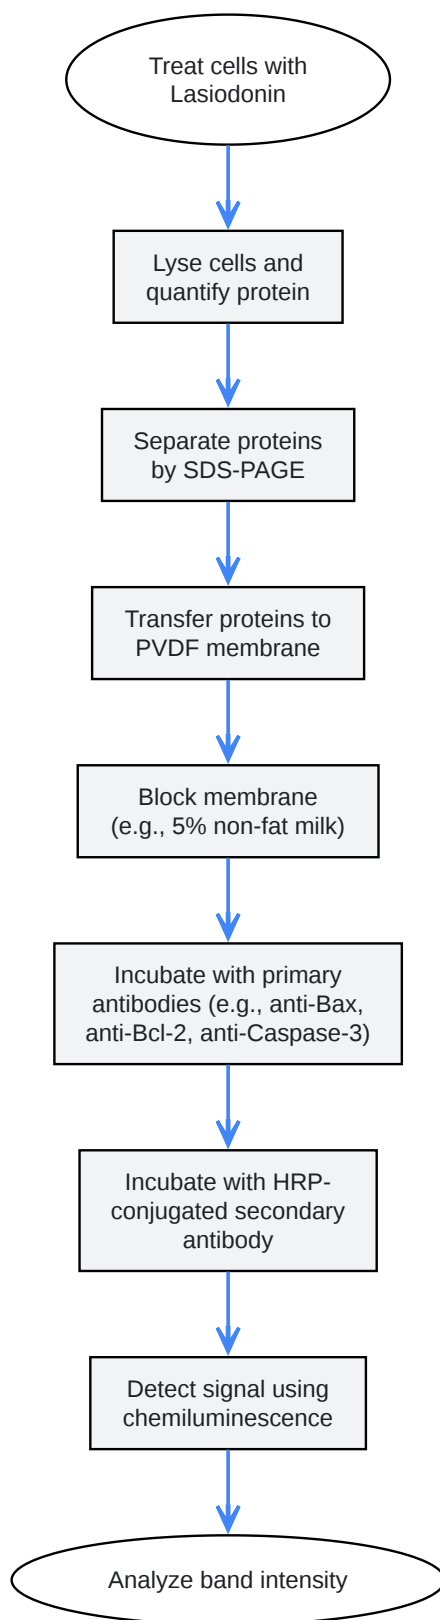 Treat cells with
Lasiodonin
Lyse cells and
quantify protein
Separate proteins
by SDS-PAGE
Transfer proteins to
PVDF membrane
Block membrane
(e.g., 5% non-fat milk)
Incubate with primary
antibodies (e.g., anti-Bax,
anti-Bcl-2, anti-Caspase-3)
Incubate with HRP-
conjugated secondary
antibody
Detect signal using
chemiluminescence
Analyze band intensity